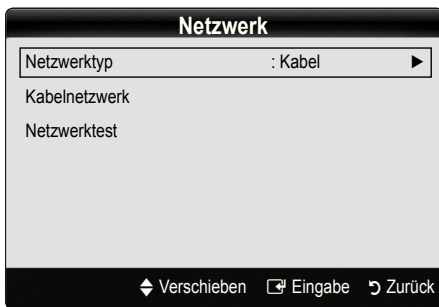 Netzwerk
Netzwerktyp : Kabel ►
Kabelnetzwerk
Netzwerktest
Verschieben Eingabe Zurück